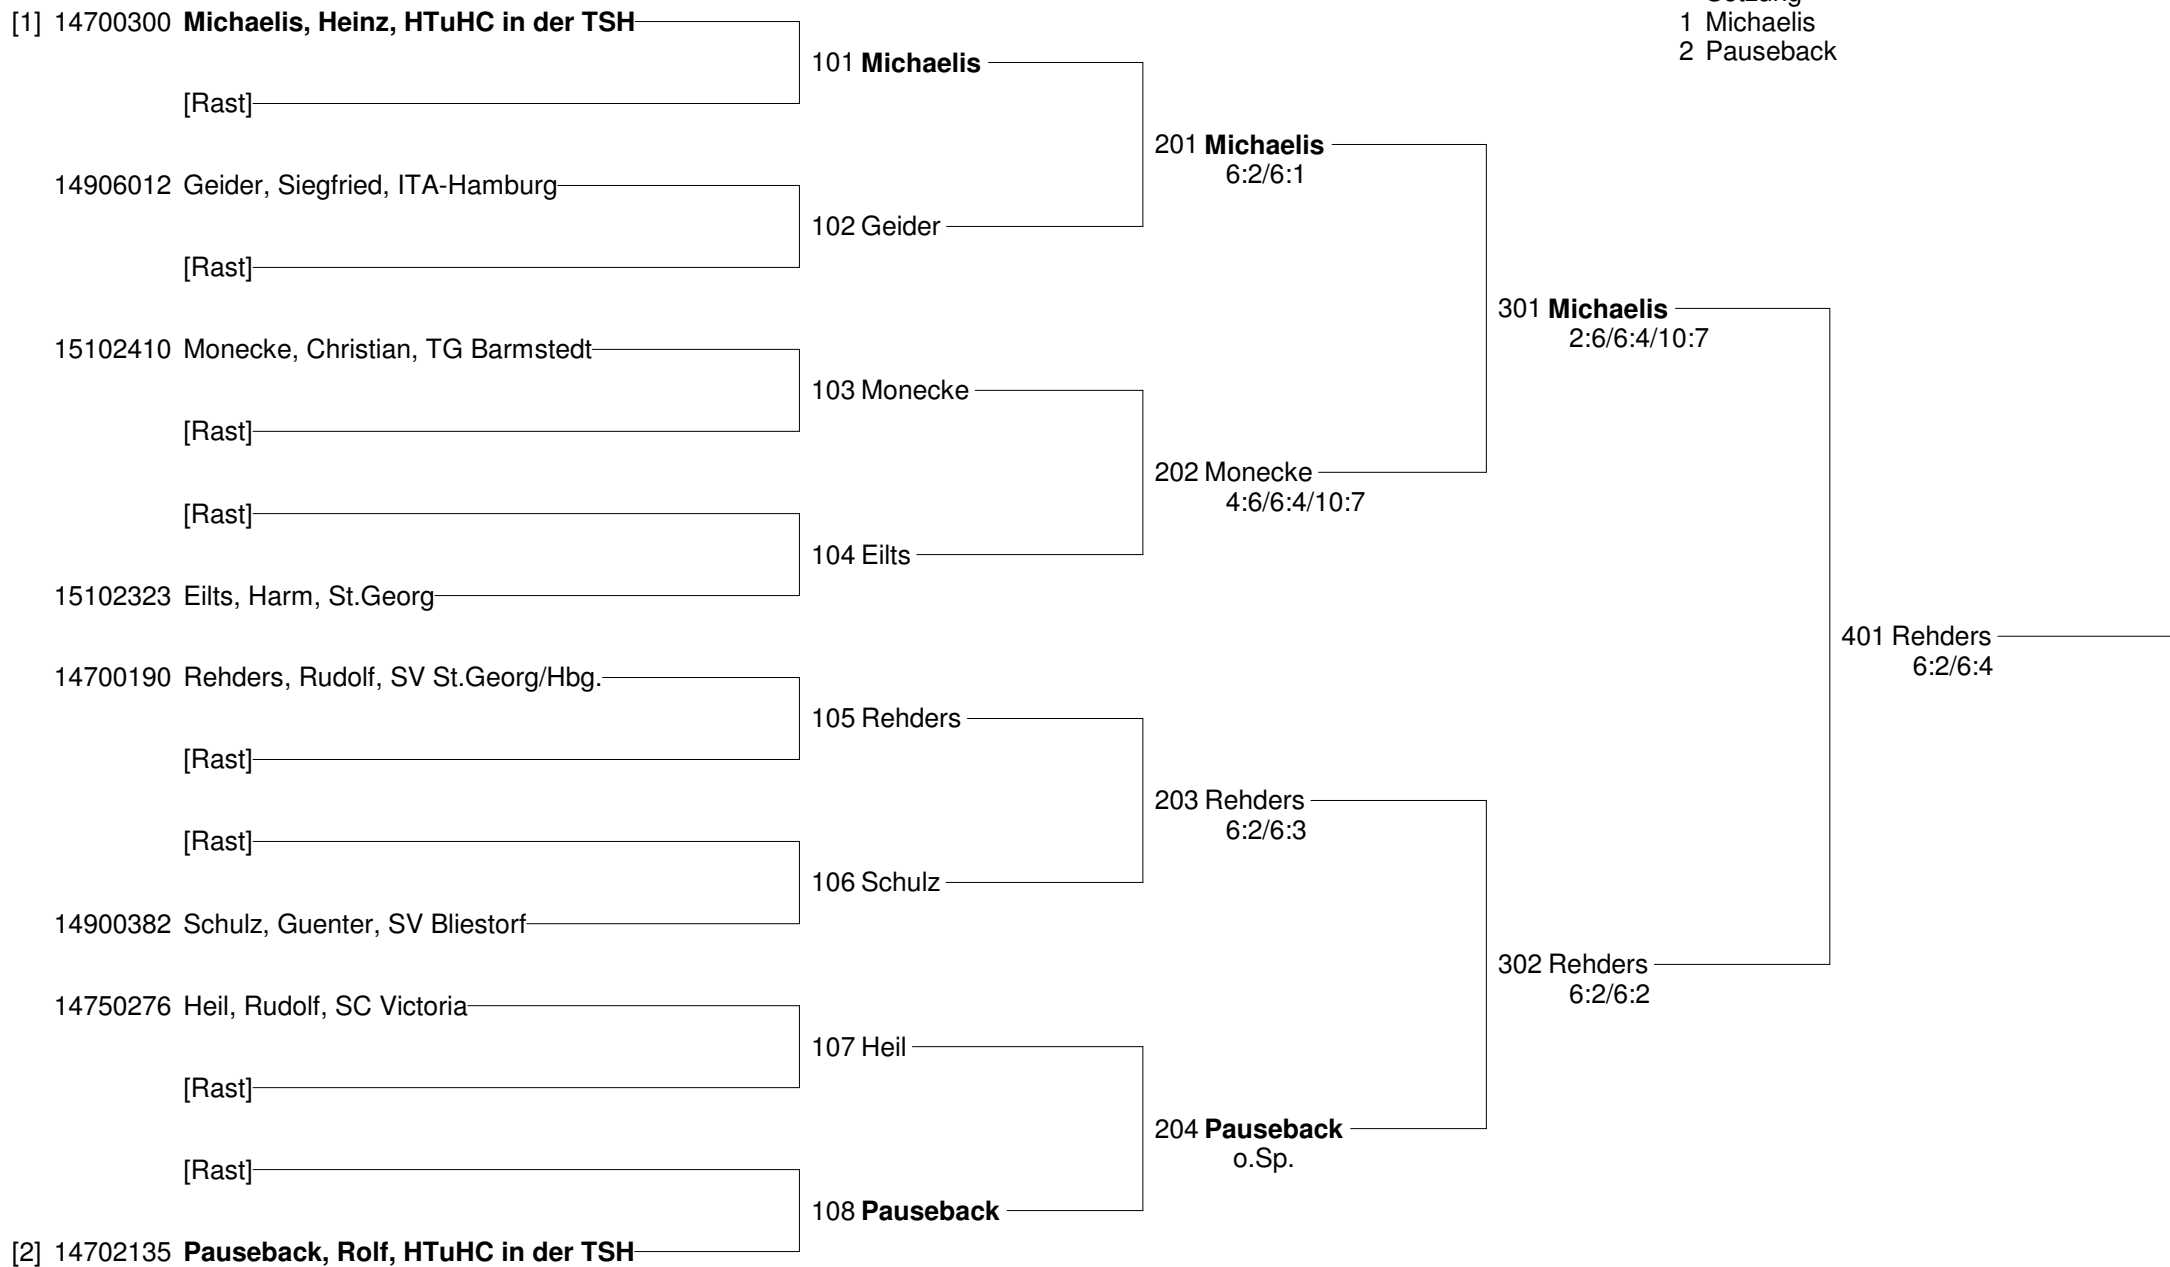 Setzung
1 Michaelis
2 Pauseback
[1] 14700300 Michaelis, Heinz, HTuHC in der TSH
[Rast]
14906012 Geider, Siegfried, ITA-Hamburg
[Rast]
15102410 Monecke, Christian, TG Barmstedt
[Rast]
[Rast]
15102323 Eilts, Harm, St.Georg
14700190 Rehders, Rudolf, SV St.Georg/Hbg.
[Rast]
[Rast]
14900382 Schulz, Guenter, SV Bliestorf
14750276 Heil, Rudolf, SC Victoria
[Rast]
[Rast]
[2] 14702135 Pauseback, Rolf, HTuHC in der TSH
101 Michaelis
102 Geider
103 Monecke
104 Eilts
105 Rehders
106 Schulz
107 Heil
108 Pauseback
201 Michaelis
6:2/6:1
202 Monecke
4:6/6:4/10:7
203 Rehders
6:2/6:3
204 Pauseback
o.Sp.
301 Michaelis
2:6/6:4/10:7
302 Rehders
6:2/6:2
401 Rehders
6:2/6:4